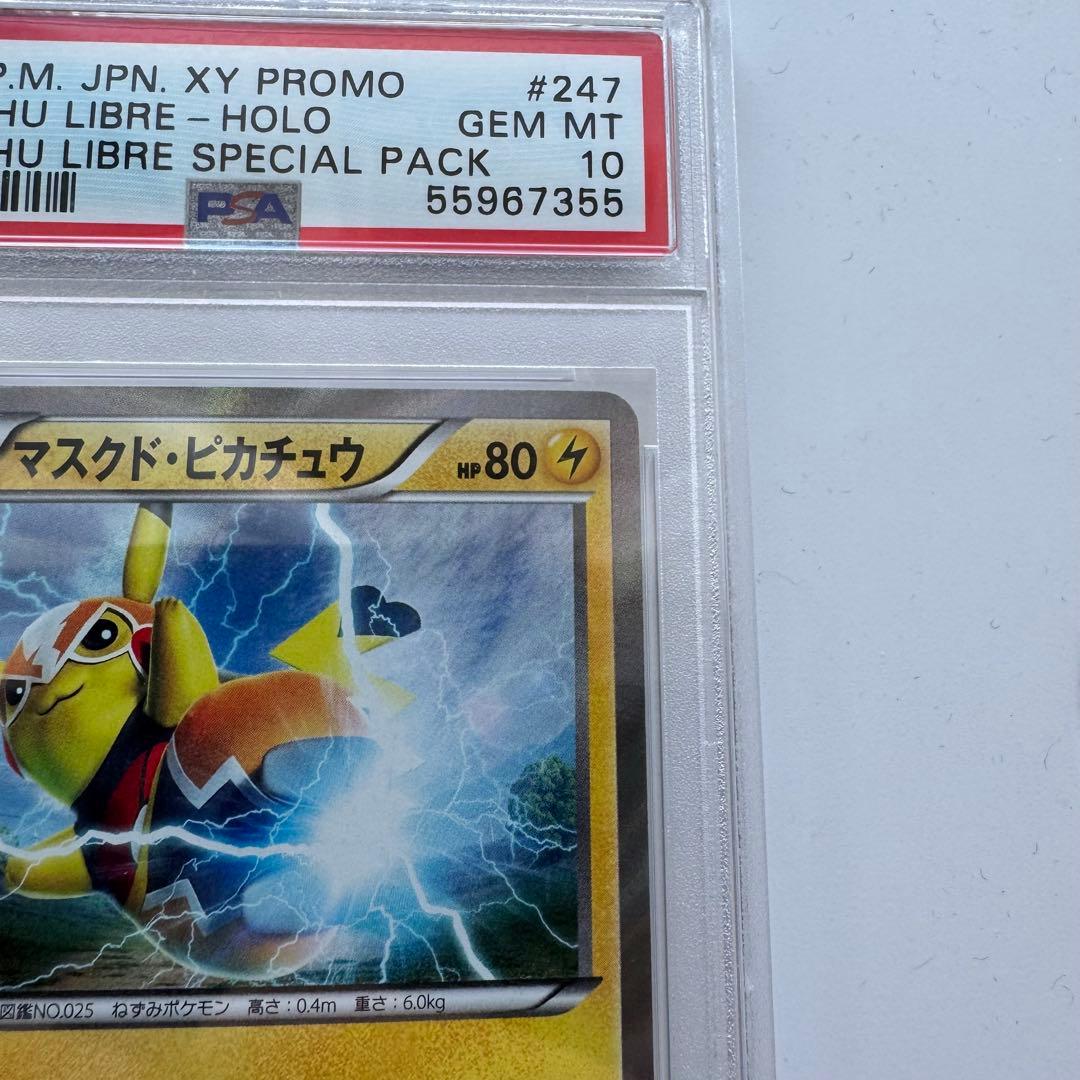 P.M. JPN. XY PROMO #247
HU LIBRE - HOLO GEM MT
HU LIBRE SPECIAL PACK 10
PSA 55967355
マスクド・ピカチュウ HP80
図鑑NO.025 ねずみポケモン 高さ:0.4m 重さ:6.0kg